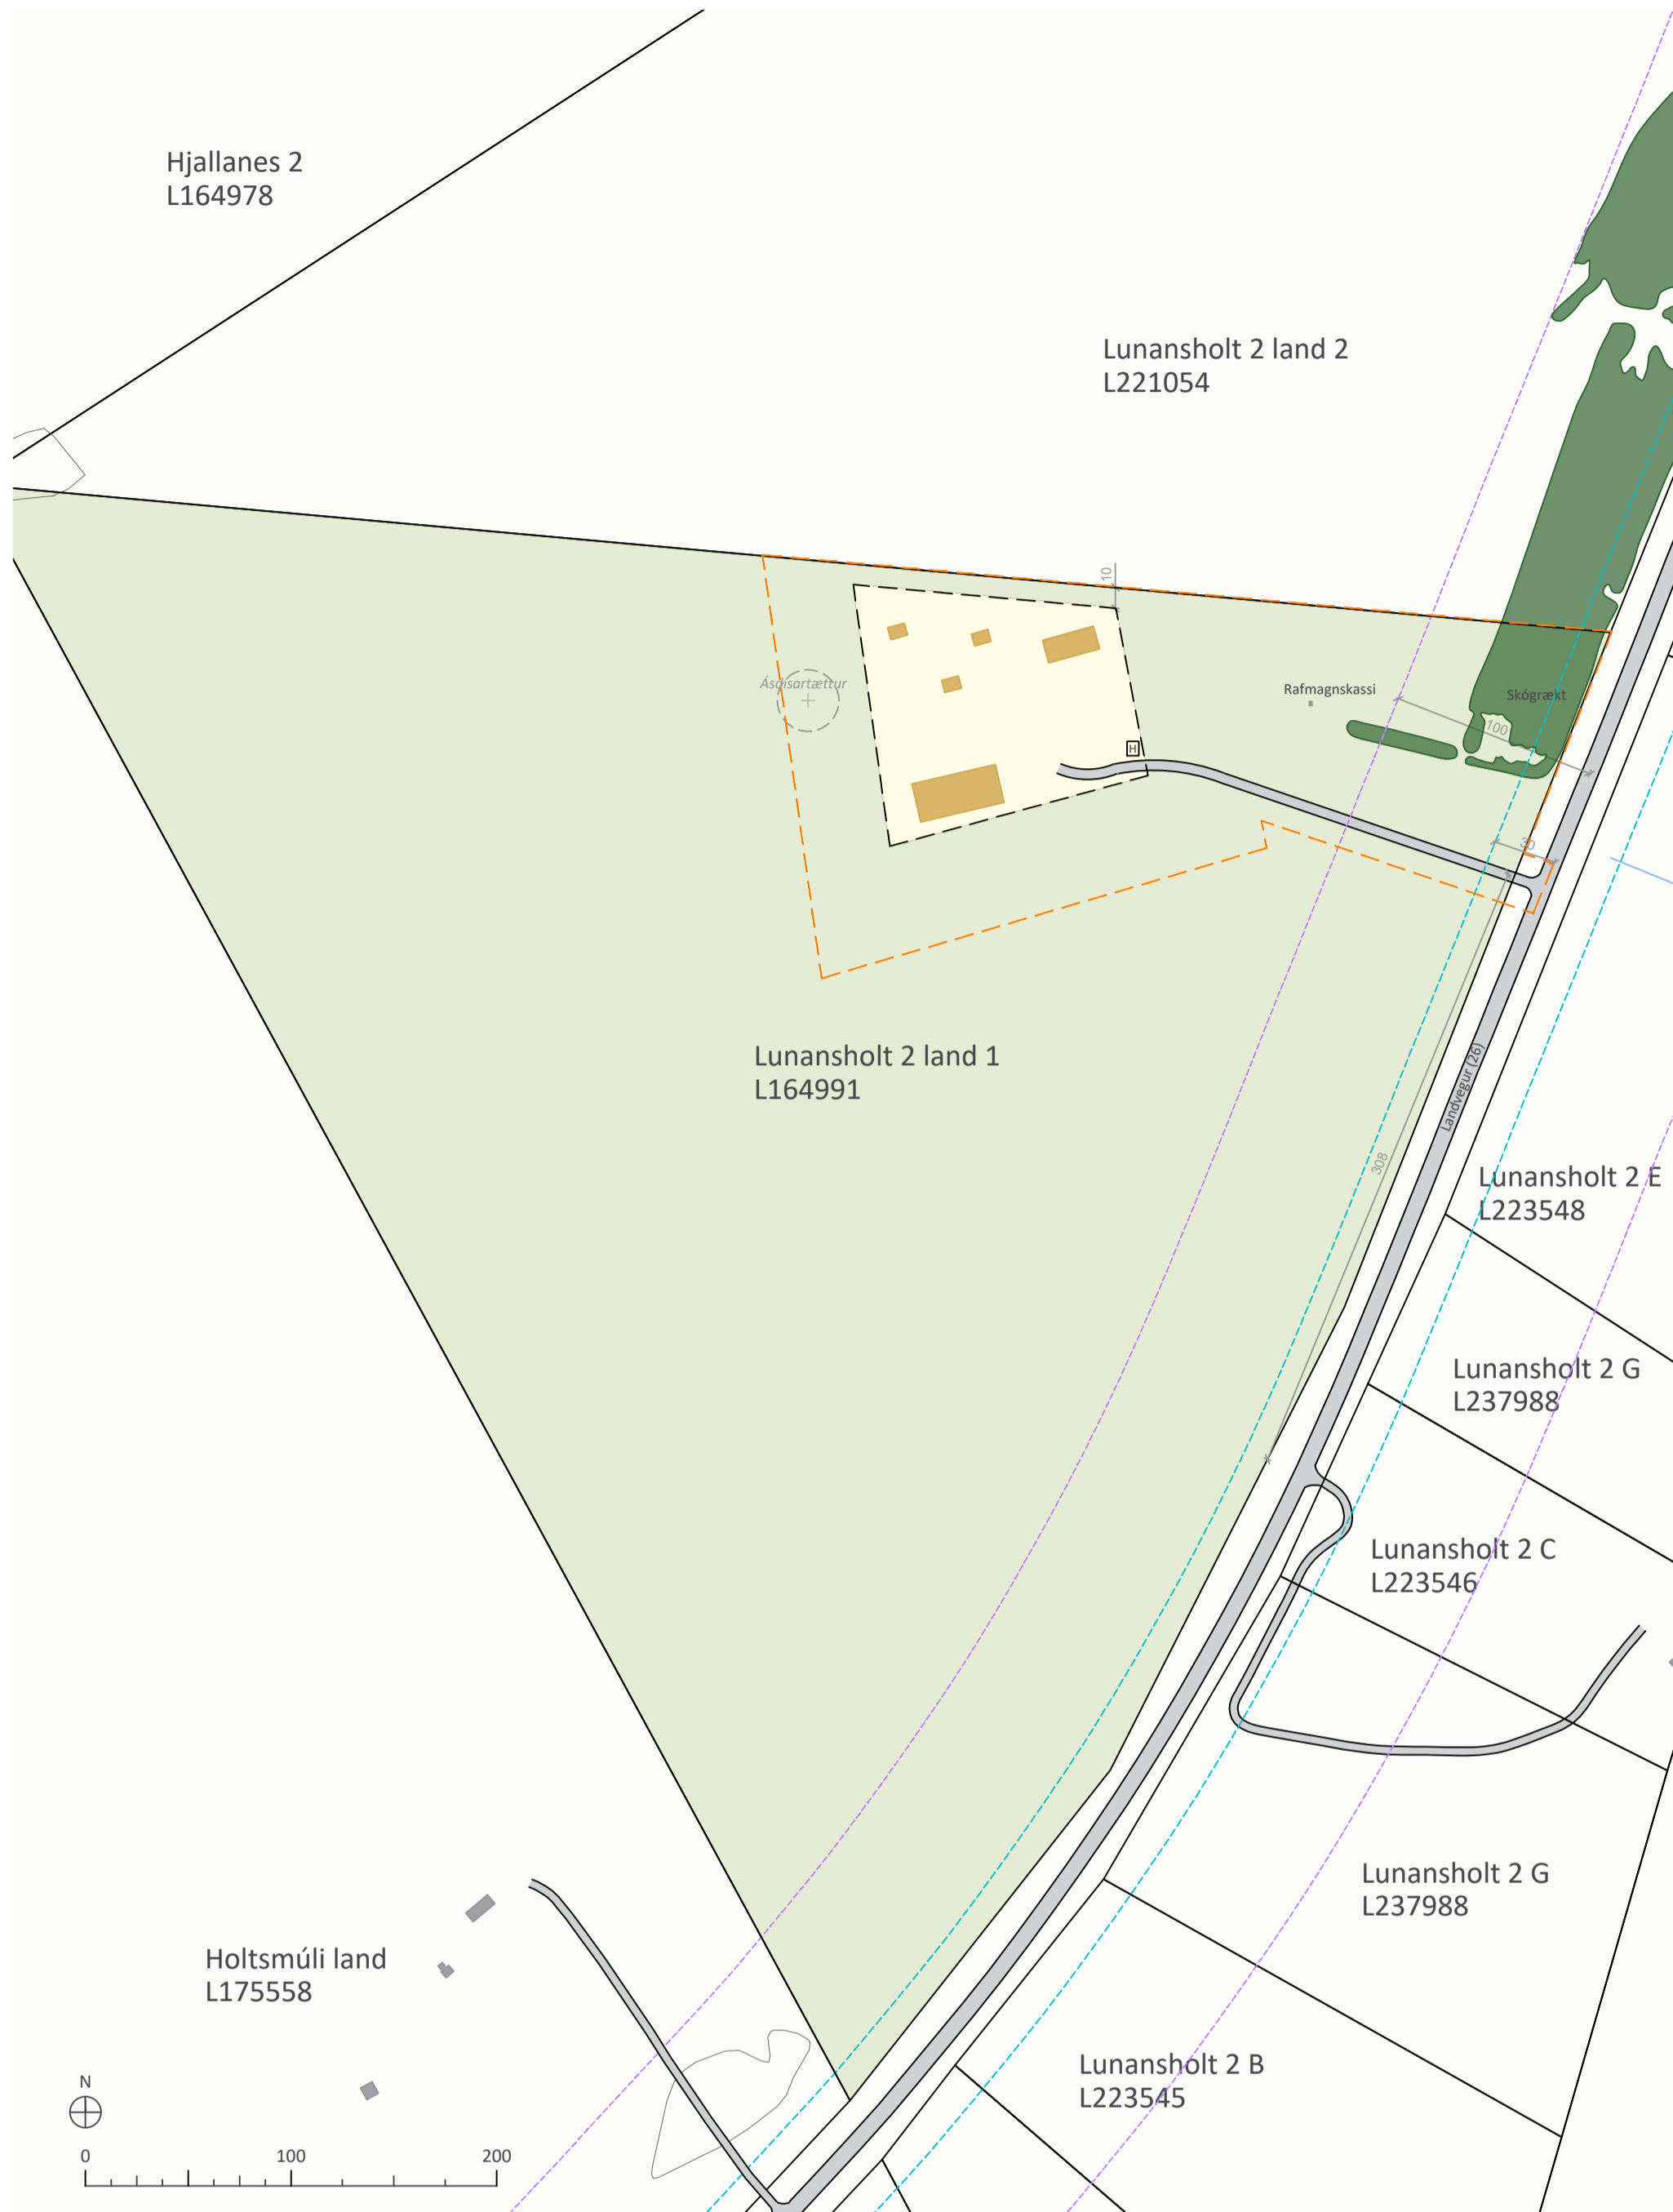 Hjallanes 2
L164978
Lunansholt 2 land 2
L221054
10
Ásdísartættur
Rafmagnskassi
Skógrækt
100
H
30
Lunansholt 2 land 1
L164991
Landvegur (26)
308
Lunansholt 2 E
L223548
Lunansholt 2 G
L237988
Lunansholt 2 C
L223546
Lunansholt 2 G
L237988
Holtsmúli land
L175558
Lunansholt 2 B
L223545
N
0 100 200